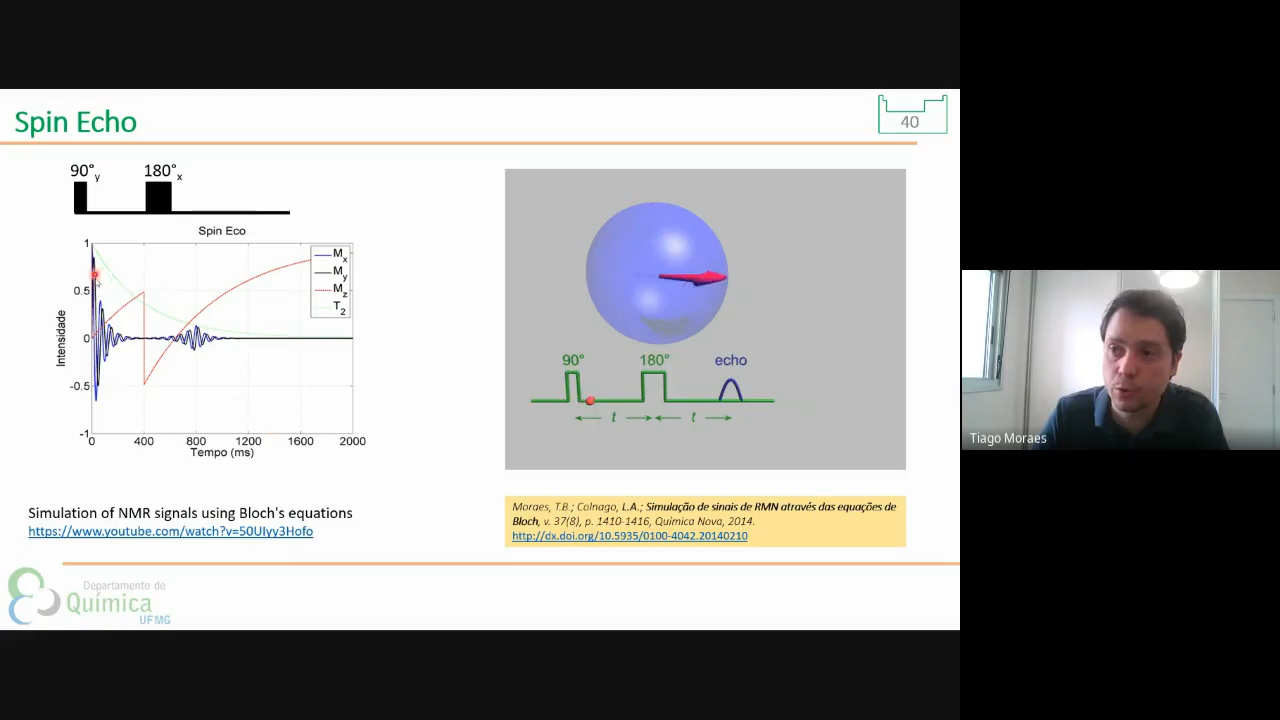 Spin Echo
40
90°y 180°x
Spin Eco
Mx
My
Mz
T2
Intensidade
1
0.5
0
-0.5
-1
0 400 800 1200 1600 2000
Tempo (ms)
90° 180° echo
t t
Simulation of NMR signals using Bloch's equations
https://www.youtube.com/watch?v=50UIyy3Hofo
Moraes, T.B.; Colnago, L.A.; Simulação de sinais de RMN através das equações de
Bloch, v. 37(8), p. 1410-1416, Química Nova, 2014.
http://dx.doi.org/10.5935/0100-4042.20140210
Departamento de
Química
UFMG
Tiago Moraes